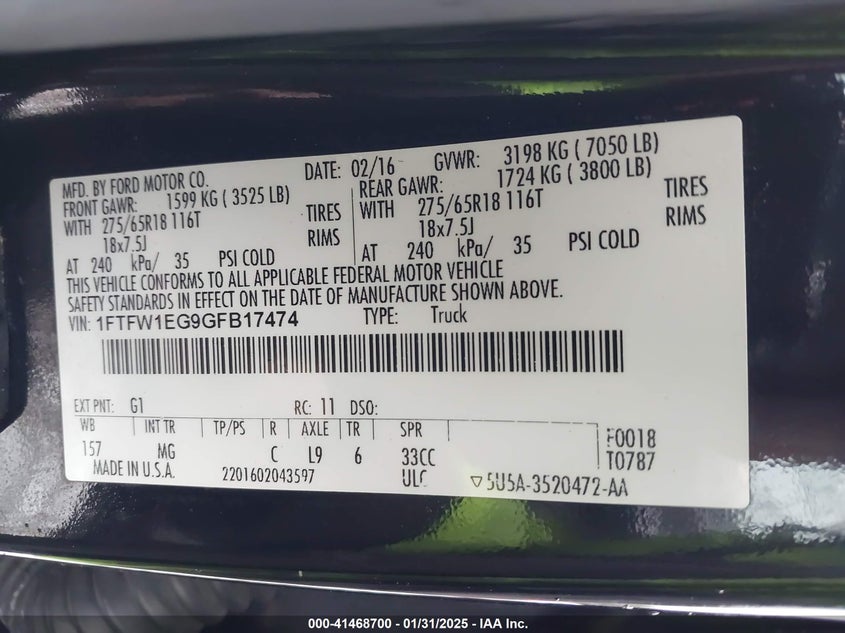 MFD. BY FORD MOTOR CO. DATE: 02/16 GVWR: 3198 KG ( 7050 LB)
FRONT GAWR: 1599 KG ( 3525 LB) REAR GAWR: 1724 KG ( 3800 LB)
WITH 275/65R18 116T TIRES WITH 275/65R18 116T TIRES
18x7.5J RIMS 18x7.5J RIMS
AT 240 kPa/ 35 PSI COLD AT 240 kPa/ 35 PSI COLD
THIS VEHICLE CONFORMS TO ALL APPLICABLE FEDERAL MOTOR VEHICLE
SAFETY STANDARDS IN EFFECT ON THE DATE OF MANUFACTURE SHOWN ABOVE.
VIN: 1FTFW1EG9GFB17474 TYPE: Truck
EXT PNT: G1 RC: 11 DSO:
WB INT TR TP/PS R AXLE TR SPR F0018
157 MG C L9 6 33CC T0787
MADE IN U.S.A. 2201602043597 ULC ▽5U5A-3520472-AA
000-41468700 - 01/31/2025 - IAA Inc.